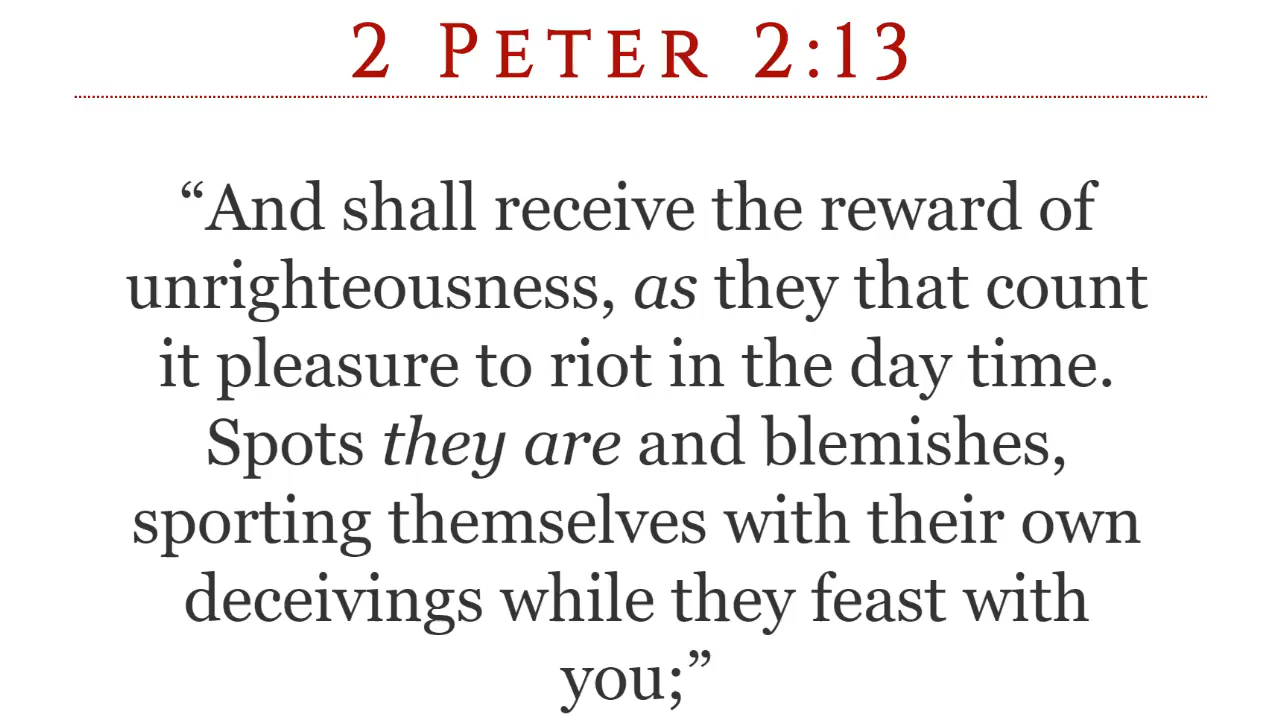 2 Peter 2:13
“And shall receive the reward of
unrighteousness, as they that count
it pleasure to riot in the day time.
Spots they are and blemishes,
sporting themselves with their own
deceivings while they feast with
you;”